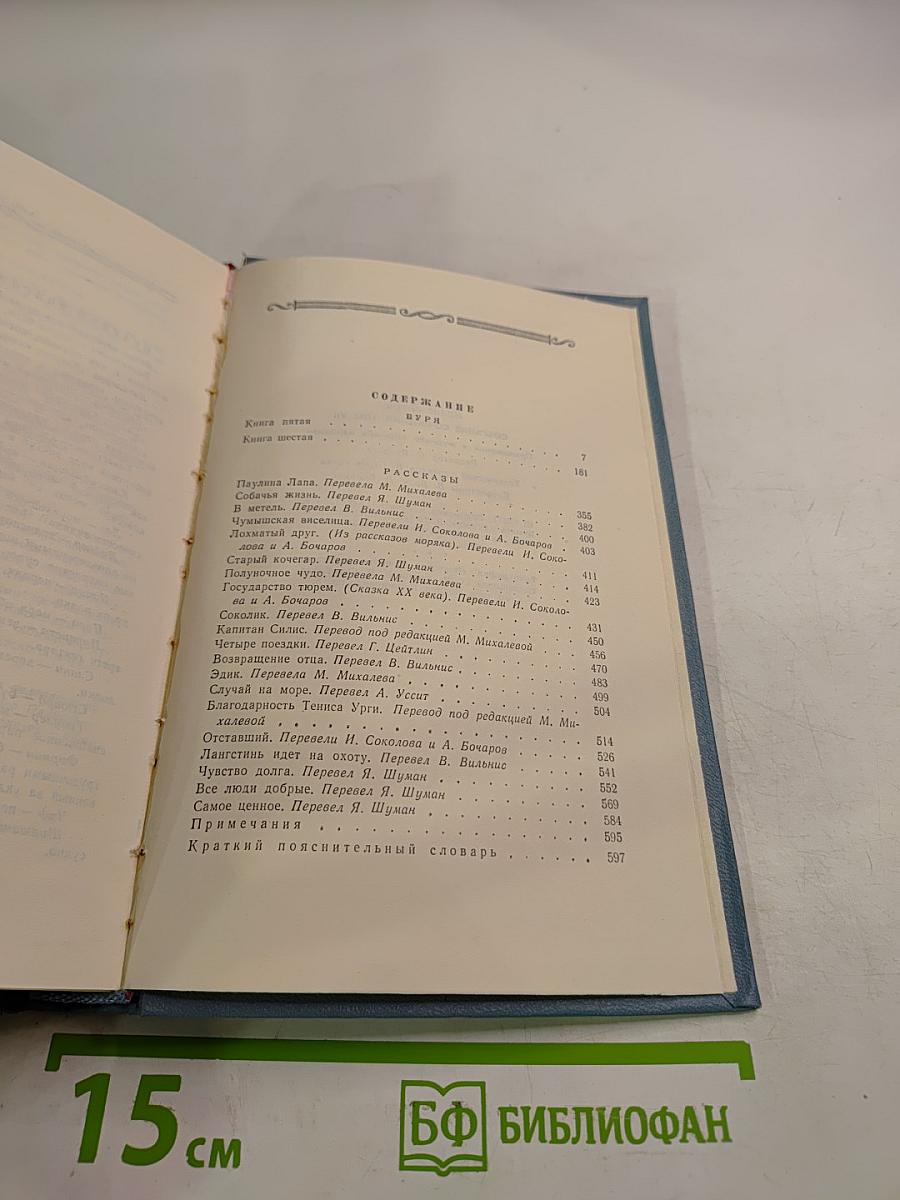 СОДЕРЖАНИЕ
БУРЯ
Книга пятая . . . . . . . . . . . . 7
Книга шестая . . . . . . . . . . . . 181
РАССКАЗЫ
Паулина Лапа. Перевела М. Михалева . . . . . . 355
Собачья жизнь. Перевел Я. Шуман . . . . . . 382
В метель. Перевел В. Вильнис . . . . . . 400
Чумышская виселица. Перевели И. Соколова и А. Бочаров . 403
Лохматый друг. (Из рассказов моряка). Перевели И. Соко-
лова и А. Бочаров . . . . . . . . . 411
Старый кочегар. Перевел Я. Шуман . . . . . . 414
Полуночное чудо. Перевела М. Михалева . . . . . 423
Государство тюрем. (Сказка XX века). Перевели И. Соколо-
ва и А. Бочаров . . . . . . . . . . 431
Соколик. Перевел В. Вильнис . . . . . . . 450
Капитан Силис. Перевод под редакцией М. Михалевой . . 456
Четыре поездки. Перевел Г. Цейтлин . . . . . . 470
Возвращение отца. Перевел В. Вильнис . . . . . 483
Эдик. Перевела М. Михалева . . . . . . . 499
Случай на море. Перевел А. Уссит . . . . . . 504
Благодарность Тениса Урги. Перевод под редакцией М. Ми-
халевой . . . . . . . . . . . . 514
Отставший. Перевели И. Соколова и А. Бочаров . . . . 526
Лангстинь идет на охоту. Перевел В. Вильнис . . . . 541
Чувство долга. Перевел Я. Шуман . . . . . . 552
Все люди добрые. Перевел Я. Шуман . . . . . . 569
Самое ценное. Перевел Я. Шуман . . . . . . . 584
Примечания . . . . . . . . . . . 595
Краткий пояснительный словарь . . . . . 597
15 см
БФ БИБЛИОФАН